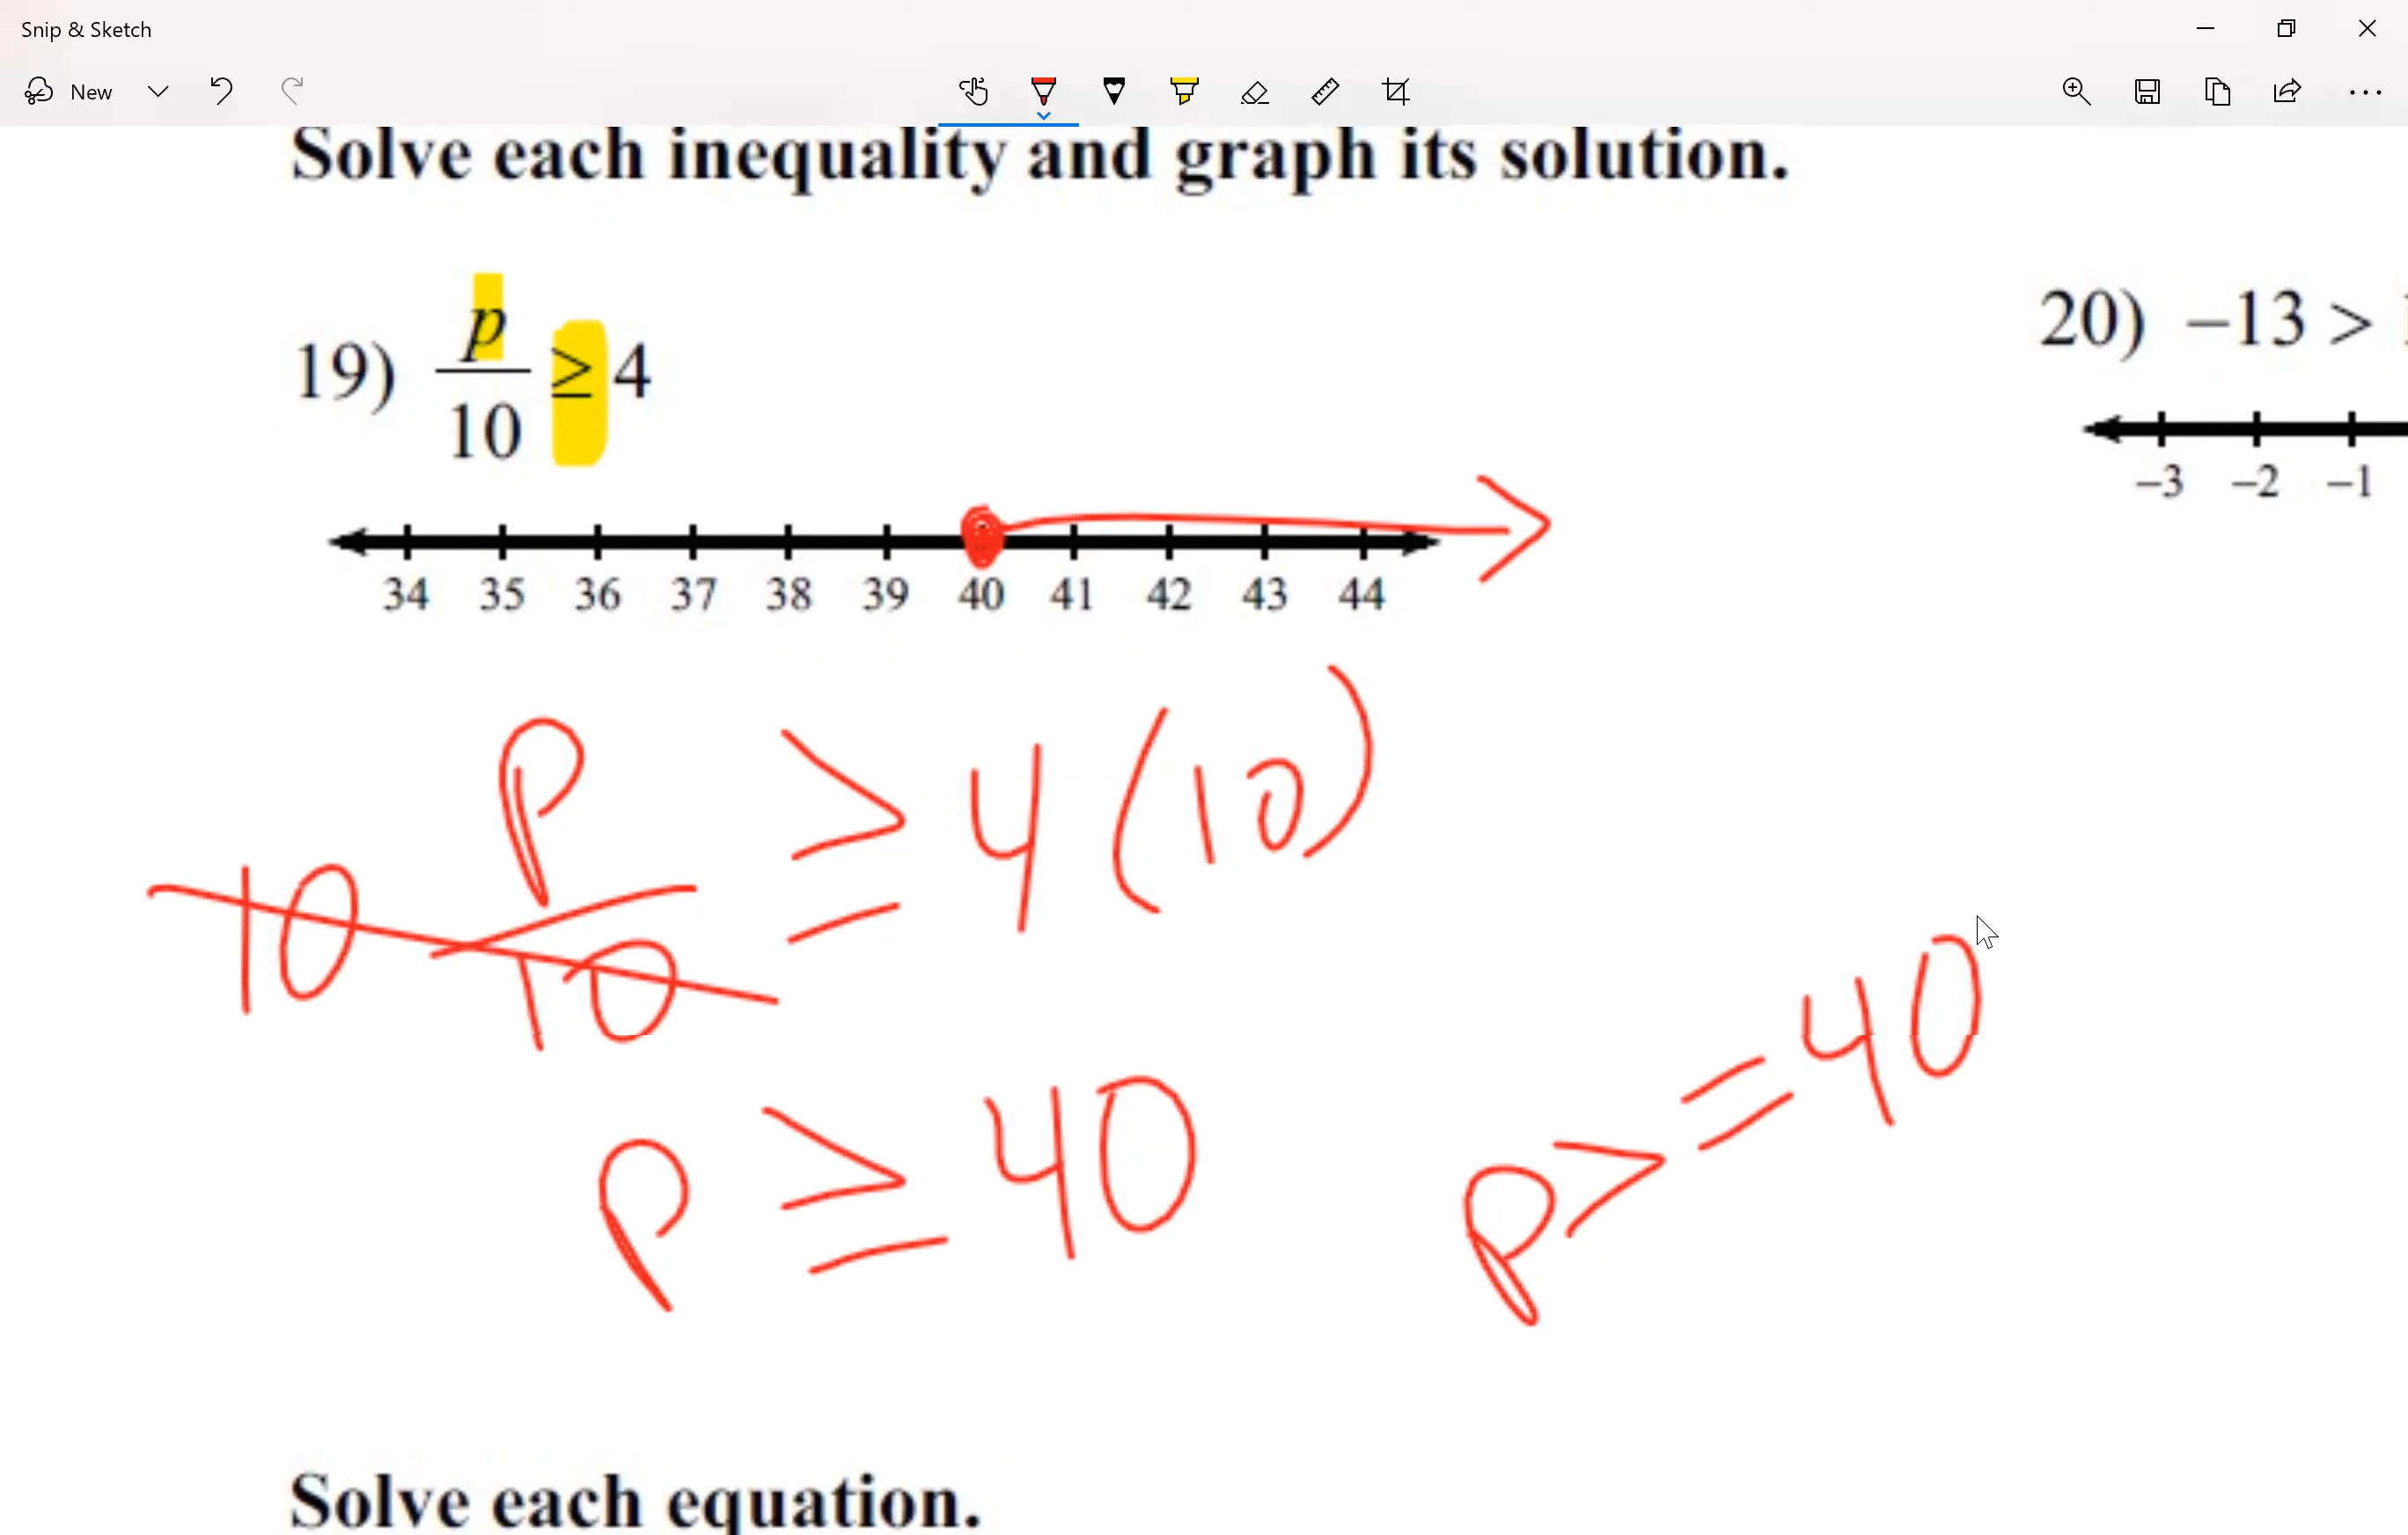 Snip & Sketch
New
Solve each inequality and graph its solution.
19) p/10 ≥ 4
20) −13 >
34 35 36 37 38 39 40 41 42 43 44
−3 −2 −1
10 p/10 ≥ 4(10)
p ≥ 40
p >= 40
Solve each equation.